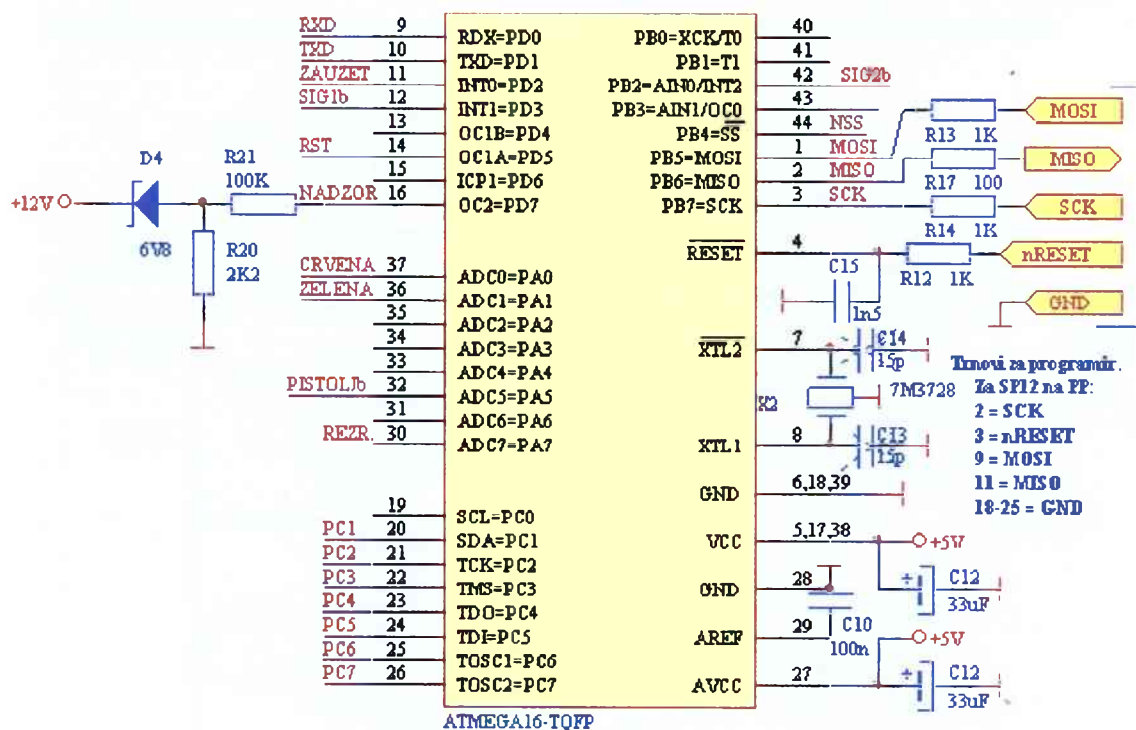 RXD 9 RDX=PD0
TXD 10 TXD=PD1
ZAUZET 11 INT0=PD2
SIG1b 12 INT1=PD3
13 OC1B=PD4
RST 14 OC1A=PD5
15 ICP1=PD6
NADZOR 16 OC2=PD7
+12V
D4
6V8
R21
100K
R20
2K2
CRVENA 37 ADC0=PA0
ZELENA 36 ADC1=PA1
35 ADC2=PA2
34 ADC3=PA3
33 ADC4=PA4
PISTOLJb 32 ADC5=PA5
31 ADC6=PA6
REZR. 30 ADC7=PA7
19 SCL=PC0
PC1 20 SDA=PC1
PC2 21 TCK=PC2
PC3 22 TMS=PC3
PC4 23 TDO=PC4
PC5 24 TDI=PC5
PC6 25 TOSC1=PC6
PC7 26 TOSC2=PC7
ATMEGA16-TQFP
PB0=XCK/T0 40
PB1=T1 41
PB2=AIN0/INT2 42 SIG2b
PB3=AIN1/OC0 43
PB4=SS 44 NSS
PB5=MOSI 1 MOSI
PB6=MISO 2 MISO
PB7=SCK 3 SCK
R13 1K MOSI
R17 100 MISO
R14 1K SCK
RESET 4
R12 1K nRESET
C15
1n5
GND
XTL2 7
C14
15p
X2
7M3728
XTL1 8
C13
15p
GND 6,18,39
VCC 5,17,38
+5V
C12
33uF
GND 28
AREF 29
C10
100n
AVCC 27
+5V
C12
33uF
Trnovi za programir.
Za SP12 na PP:
2 = SCK
3 = nRESET
9 = MOSI
11 = MISO
18-25 = GND